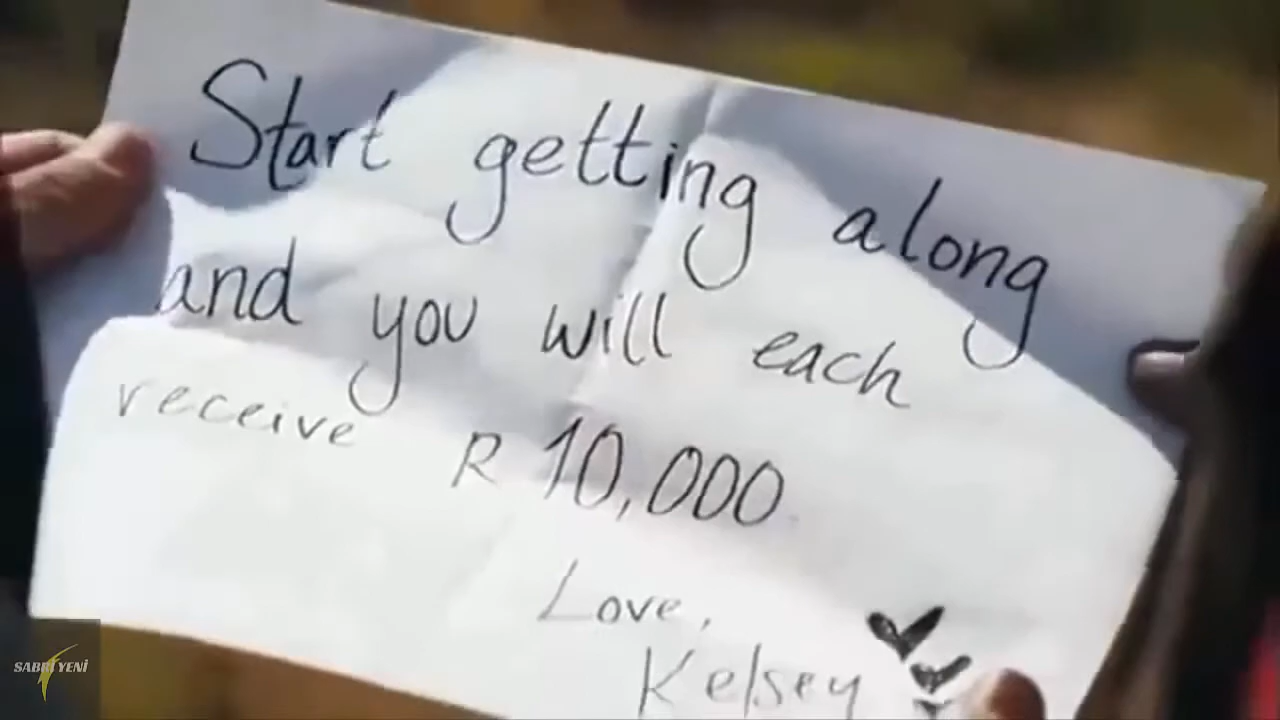 Start getting along
and you will each
receive R 10,000
Love,
Kelsey
SABRİ YENİ